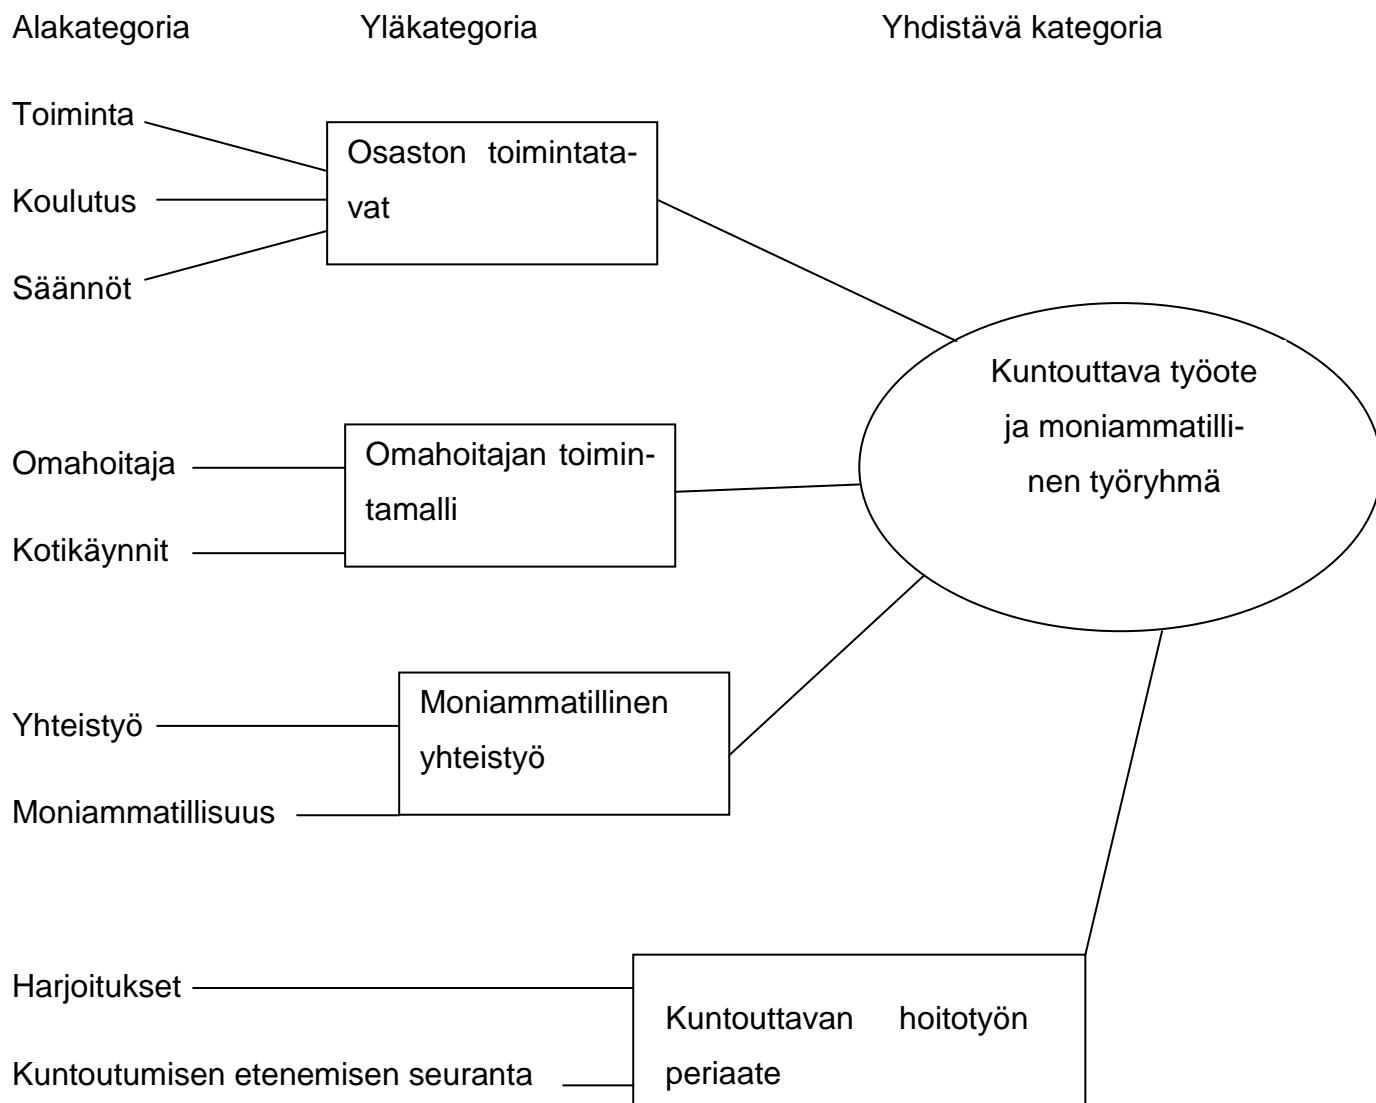 Alakategoria Yläkategoria Yhdistävä kategoria
Toiminta
Osaston toimintata-
Koulutus
vat
Säännöt
Kuntouttava työote
ja moniammatilli-
nen työryhmä
Omahoitaja
Omahoitajan toimin-
tamalli
Kotikäynnit
Moniammatillinen
Yhteistyö
yhteistyö
Moniammatillisuus
Harjoitukset
Kuntouttavan hoitotyön
periaate
Kuntoutumisen etenemisen seuranta